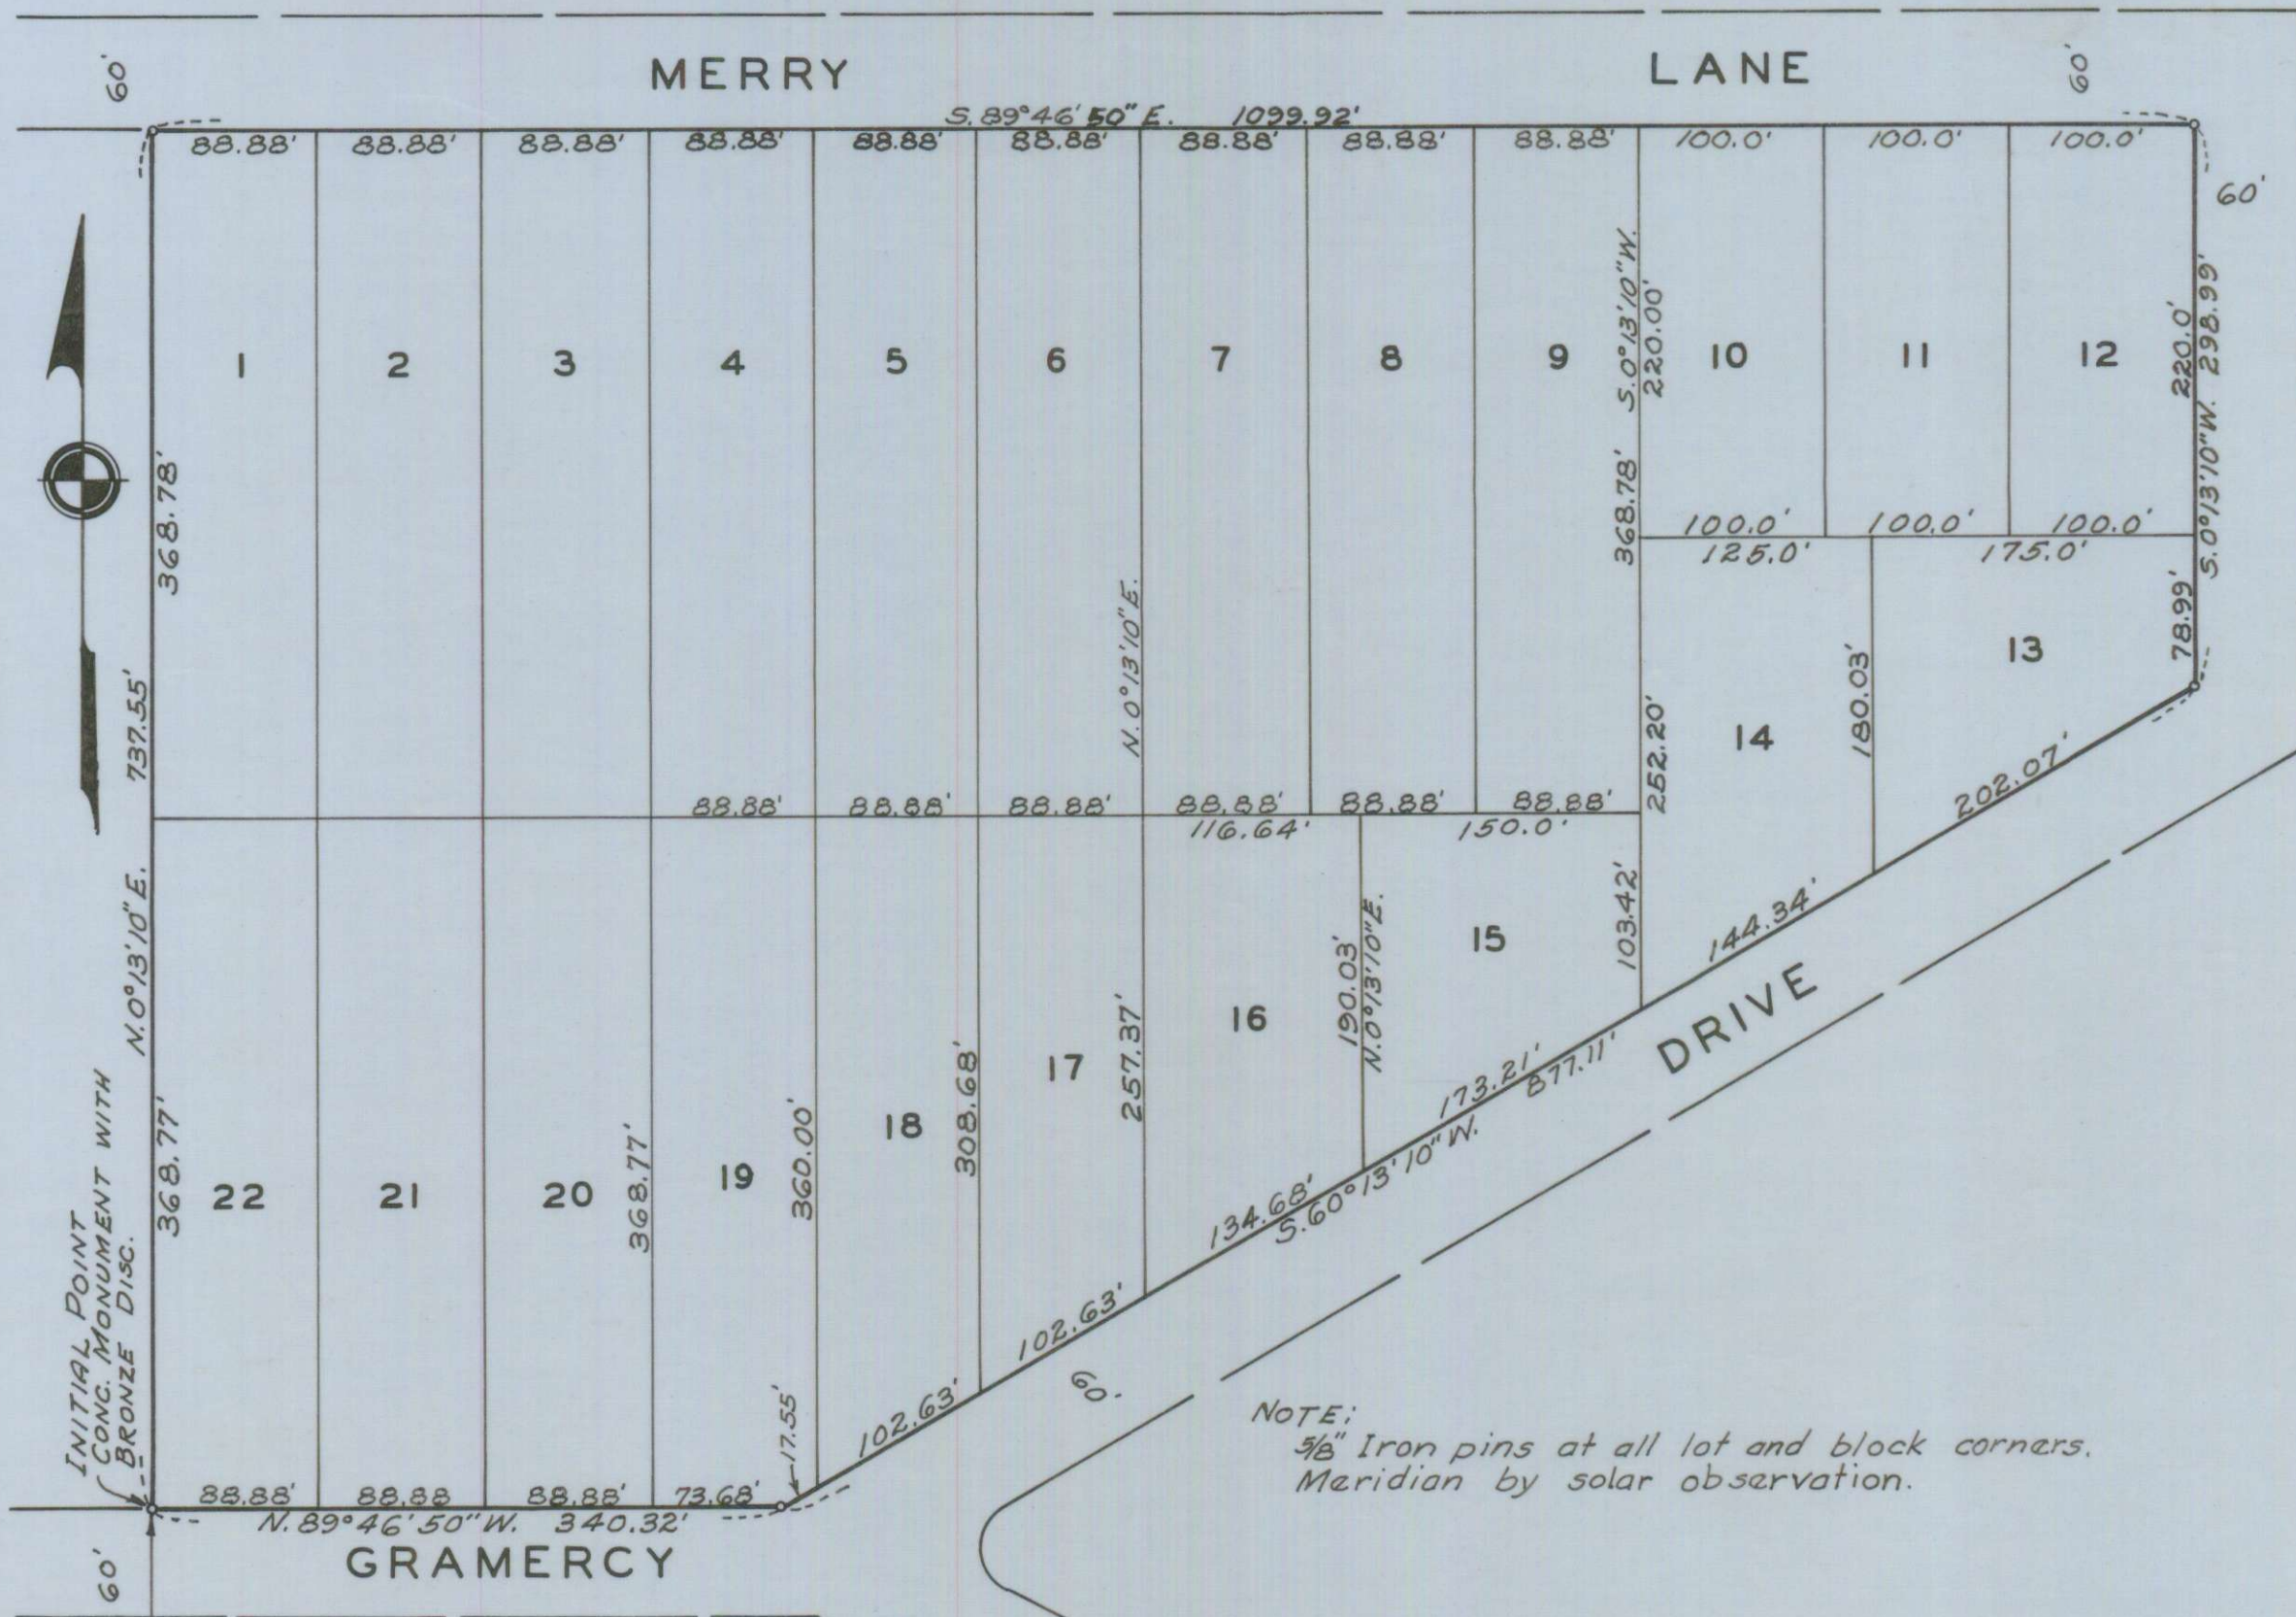 MERRY LANE
60'
60'
S. 89° 46' 50" E. 1099.92'
88.88' 88.88' 88.88' 88.88' 88.88' 88.88' 88.88' 88.88' 88.88' 100.0' 100.0' 100.0'
60'
1 2 3 4 5 6 7 8 9 10 11 12
S. 0° 13' 10" W.
220.00'
368.78'
220.0'
S. 0° 13' 10" W. 298.99'
368.78'
100.0' 100.0' 100.0'
125.0' 175.0'
78.99'
13
14
180.03'
252.20'
202.07'
144.34'
N. 0° 13' 10" E.
737.55'
N. 0° 13' 10" E.
88.88' 88.88' 88.88' 88.88' 88.88' 88.88'
116.64' 150.0'
103.42'
15
190.03'
N. 0° 13' 10" E.
16
257.37'
17
308.68'
18
360.00'
19
368.77'
20
21
22
368.77'
173.21'
877.11'
S. 60° 13' 10" W.
134.68'
102.63'
102.63'
17.55'
DRIVE
60'
INITIAL POINT
CONC. MONUMENT WITH
BRONZE DISC.
88.88' 88.88 88.88' 73.68'
N. 89° 46' 50" W. 340.32'
GRAMERCY
60'
NOTE:
5/8" Iron pins at all lot and block corners.
Meridian by solar observation.